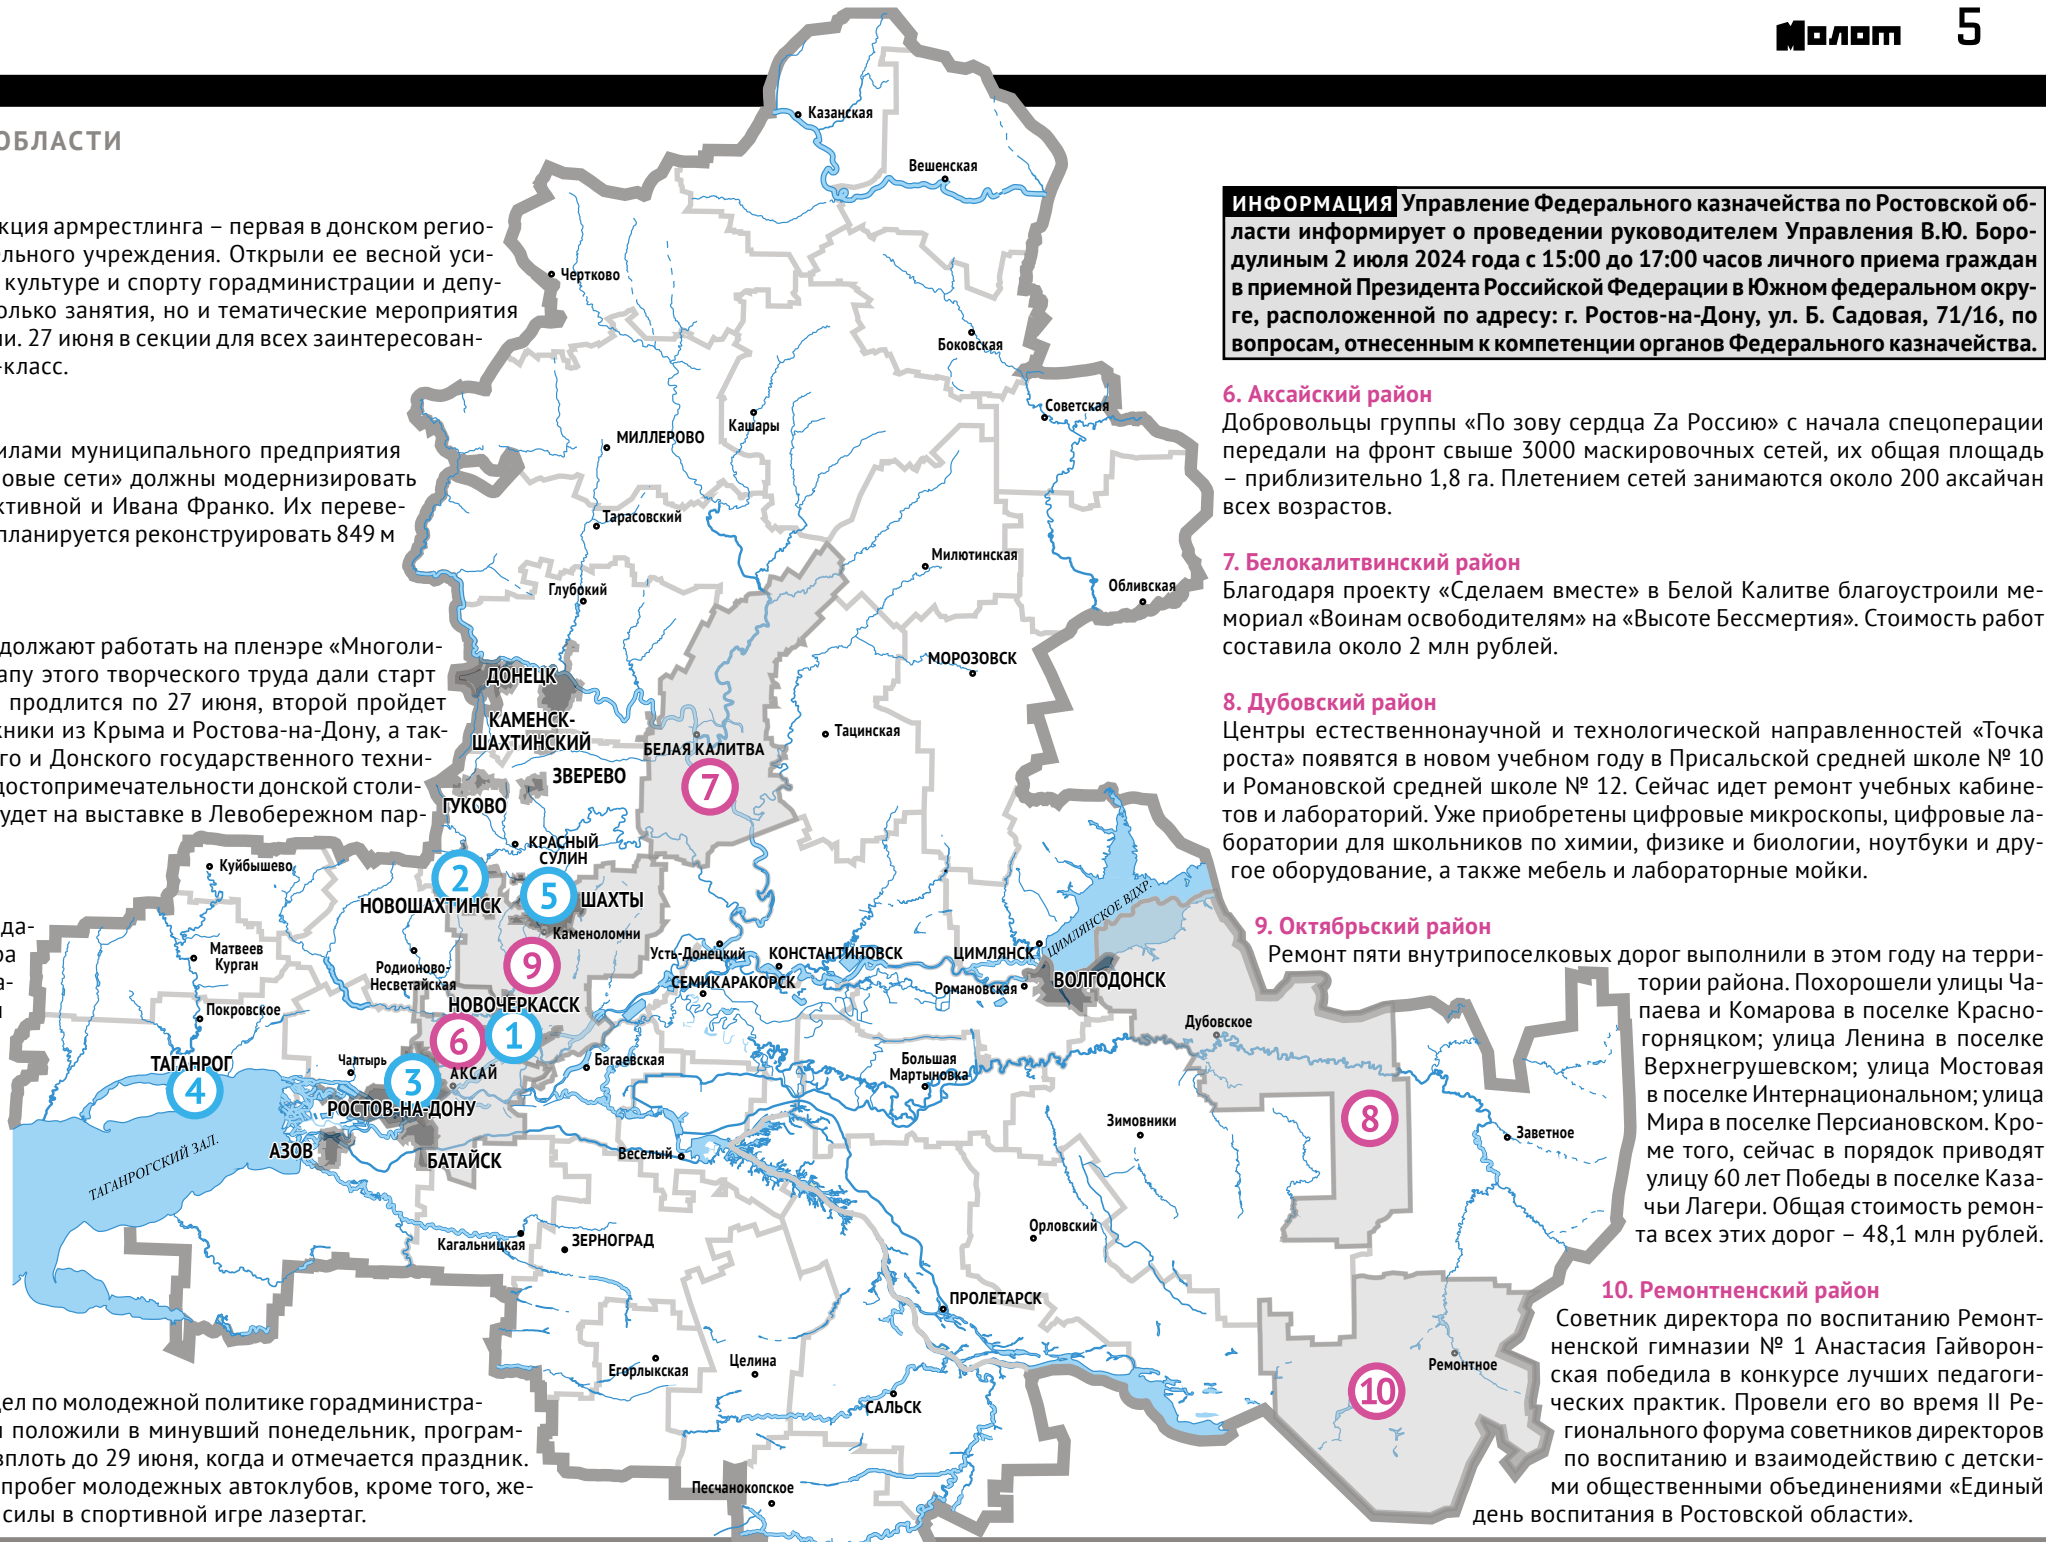 Молот 5
ОБЛАСТИ
кция армрестлинга – первая в донском регио-
льного учреждения. Открыли ее весной уси-
культуре и спорту горадминистрации и депу-
олько занятия, но и тематические мероприятия
ли. 27 июня в секции для всех заинтересован-
-класс.
илами муниципального предприятия
овые сети» должны модернизировать
ктивной и Ивана Франко. Их переве-
планируется реконструировать 849 м
должают работать на пленэре «Многоли-
апу этого творческого труда дали старт
продлится по 27 июня, второй пройдет
жники из Крыма и Ростова-на-Дону, а так-
го и Донского государственного техни-
достопримечательности донской столи-
удет на выставке в Левобережном пар-
да-
ра
а-
дел по молодежной политике горадминистра-
положили в минувший понедельник, програм-
вплоть до 29 июня, когда и отмечается праздник.
пробег молодежных автоклубов, кроме того, же-
силы в спортивной игре лазертаг.
Казанская
Вешенская
Чертково
Боковская
Советская
Кашары
МИЛЛЕРОВО
Тарасовский
Милютинская
Глубокий
Обливская
МОРОЗОВСК
ДОНЕЦК
КАМЕНСК-
ШАХТИНСКИЙ
Тацинская
БЕЛАЯ КАЛИТВА
ЗВЕРЕВО
7
ГУКОВО
КРАСНЫЙ
СУЛИН
Куйбышево
2
5
НОВОШАХТИНСК
ШАХТЫ
ЦИМЛЯНСКОЕ ВДХР.
Каменоломни
Матвеев
Курган
Родионово-
Несветайская
9
Усть-Донецкий
КОНСТАНТИНОВСК
ЦИМЛЯНСК
СЕМИКАРАКОРСК
Романовская
ВОЛГОДОНСК
НОВОЧЕРКАССК
Покровское
6
1
Дубовское
ТАГАНРОГ
Чалтырь
Багаевская
Большая
Мартыновка
4
3
АКСАЙ
РОСТОВ-НА-ДОНУ
8
Зимовники
Заветное
АЗОВ
БАТАЙСК
Веселый
ТАГАНРОГСКИЙ ЗАЛ.
Орловский
Кагальницкая
ЗЕРНОГРАД
ПРОЛЕТАРСК
Егорлыкская
Целина
Ремонтное
10
САЛЬСК
Песчанокопское
ИНФОРМАЦИЯ Управление Федерального казначейства по Ростовской об-
ласти информирует о проведении руководителем Управления В.Ю. Боро-
дулиным 2 июля 2024 года с 15:00 до 17:00 часов личного приема граждан
в приемной Президента Российской Федерации в Южном федеральном окру-
ге, расположенной по адресу: г. Ростов-на-Дону, ул. Б. Садовая, 71/16, по
вопросам, отнесенным к компетенции органов Федерального казначейства.
6. Аксайский район
Добровольцы группы «По зову сердца Zа Россию» с начала спецоперации
передали на фронт свыше 3000 маскировочных сетей, их общая площадь
– приблизительно 1,8 га. Плетением сетей занимаются около 200 аксайчан
всех возрастов.
7. Белокалитвинский район
Благодаря проекту «Сделаем вместе» в Белой Калитве благоустроили ме-
мориал «Воинам освободителям» на «Высоте Бессмертия». Стоимость работ
составила около 2 млн рублей.
8. Дубовский район
Центры естественнонаучной и технологической направленностей «Точка
роста» появятся в новом учебном году в Присальской средней школе № 10
и Романовской средней школе № 12. Сейчас идет ремонт учебных кабине-
тов и лабораторий. Уже приобретены цифровые микроскопы, цифровые ла-
боратории для школьников по химии, физике и биологии, ноутбуки и дру-
гое оборудование, а также мебель и лабораторные мойки.
9. Октябрьский район
Ремонт пяти внутрипоселковых дорог выполнили в этом году на терри-
тории района. Похорошели улицы Ча-
паева и Комарова в поселке Красно-
горняцком; улица Ленина в поселке
Верхнегрушевском; улица Мостовая
в поселке Интернациональном; улица
Мира в поселке Персиановском. Кро-
ме того, сейчас в порядок приводят
улицу 60 лет Победы в поселке Каза-
чьи Лагери. Общая стоимость ремон-
та всех этих дорог – 48,1 млн рублей.
10. Ремонтненский район
Советник директора по воспитанию Ремонт-
ненской гимназии № 1 Анастасия Гайворон-
ская победила в конкурсе лучших педагоги-
ческих практик. Провели его во время II Ре-
гионального форума советников директоров
по воспитанию и взаимодействию с детски-
ми общественными объединениями «Единый
день воспитания в Ростовской области».